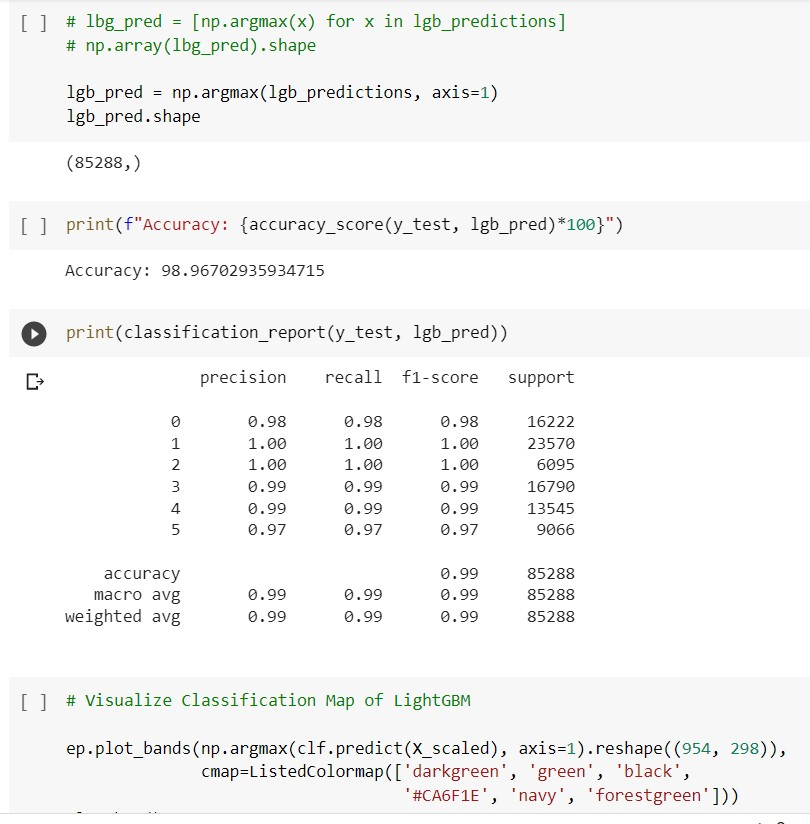 [ ] # lbg_pred = [np.argmax(x) for x in lgb_predictions]
# np.array(lbg_pred).shape
lgb_pred = np.argmax(lgb_predictions, axis=1)
lgb_pred.shape
(85288,)
[ ] print(f"Accuracy: {accuracy_score(y_test, lgb_pred)*100}")
Accuracy: 98.96702935934715
print(classification_report(y_test, lgb_pred))
precision recall f1-score support
0 0.98 0.98 0.98 16222
1 1.00 1.00 1.00 23570
2 1.00 1.00 1.00 6095
3 0.99 0.99 0.99 16790
4 0.99 0.99 0.99 13545
5 0.97 0.97 0.97 9066
accuracy 0.99 85288
macro avg 0.99 0.99 0.99 85288
weighted avg 0.99 0.99 0.99 85288
[ ] # Visualize Classification Map of LightGBM
ep.plot_bands(np.argmax(clf.predict(X_scaled), axis=1).reshape((954, 298)),
cmap=ListedColormap(['darkgreen', 'green', 'black',
'#CA6F1E', 'navy', 'forestgreen']))